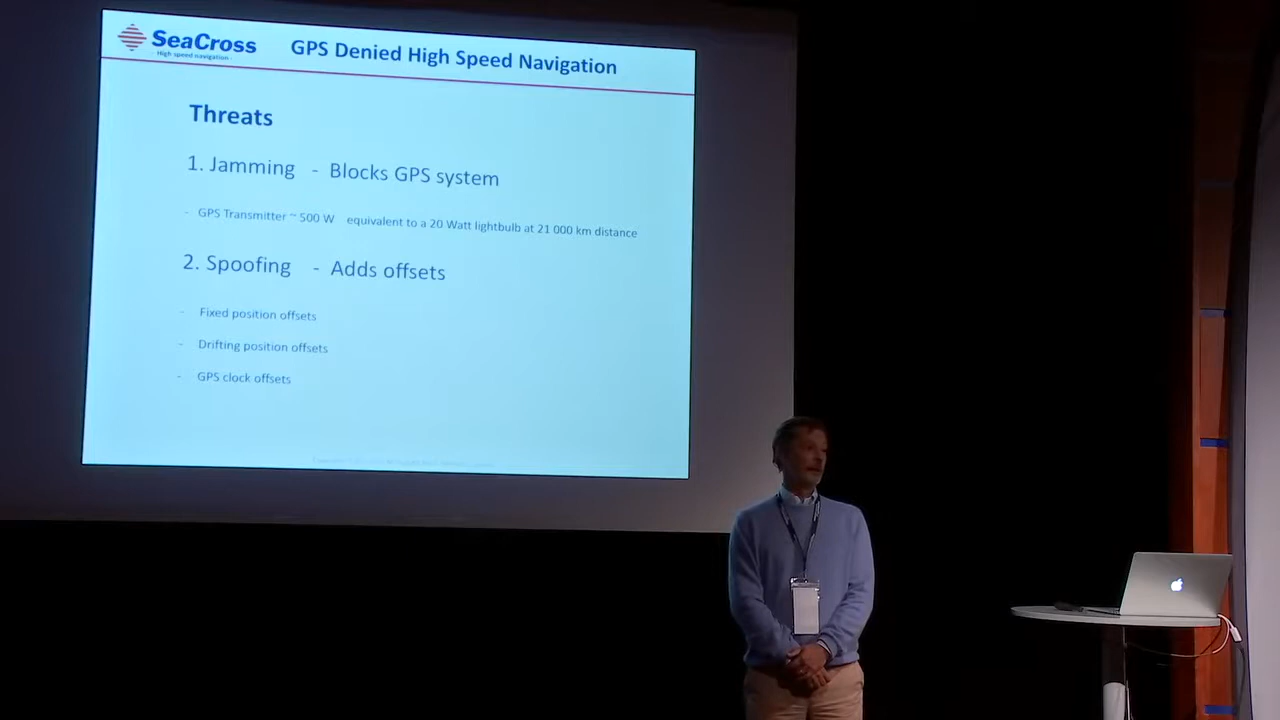 SeaCross
- High speed navigation -
GPS Denied High Speed Navigation
Threats
1. Jamming - Blocks GPS system
- GPS Transmitter ~ 500 W equivalent to a 20 Watt lightbulb at 21 000 km distance
2. Spoofing - Adds offsets
- Fixed position offsets
- Drifting position offsets
- GPS clock offsets